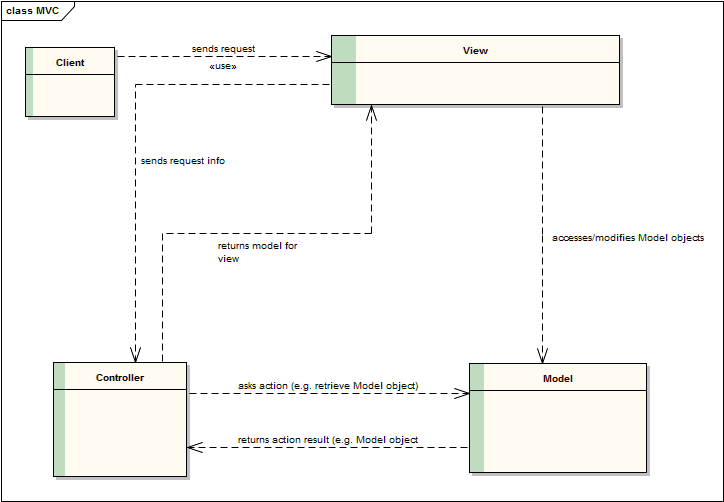 class MVC
Client
sends request
«use»
View
sends request info
returns model for
view
accesses/modifies Model objects
Controller
asks action (e.g. retrieve Model object)
returns action result (e.g. Model object
Model